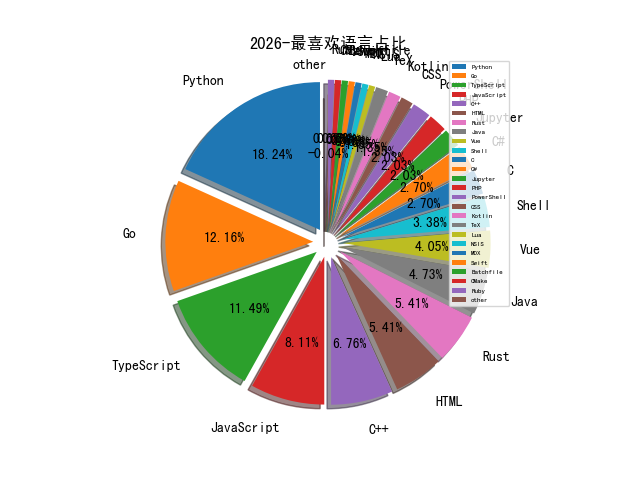 2026-最喜欢语言占比
other
Python
Go
TypeScript
JavaScript
C++
HTML
Rust
Java
Vue
Shell
C
C#
Jupyter
CSS
Kotlin
TeX
18.24%
12.16%
11.49%
8.11%
6.76%
5.41%
5.41%
4.73%
4.05%
3.38%
2.70%
2.70%
2.03%
2.03%
2.03%
-0.04%
Python
Go
TypeScript
JavaScript
C++
HTML
Rust
Java
Vue
Shell
C
C#
Jupyter
PHP
PowerShell
CSS
Kotlin
TeX
Lua
NSIS
MDX
Swift
Batchfile
CMake
Ruby
other